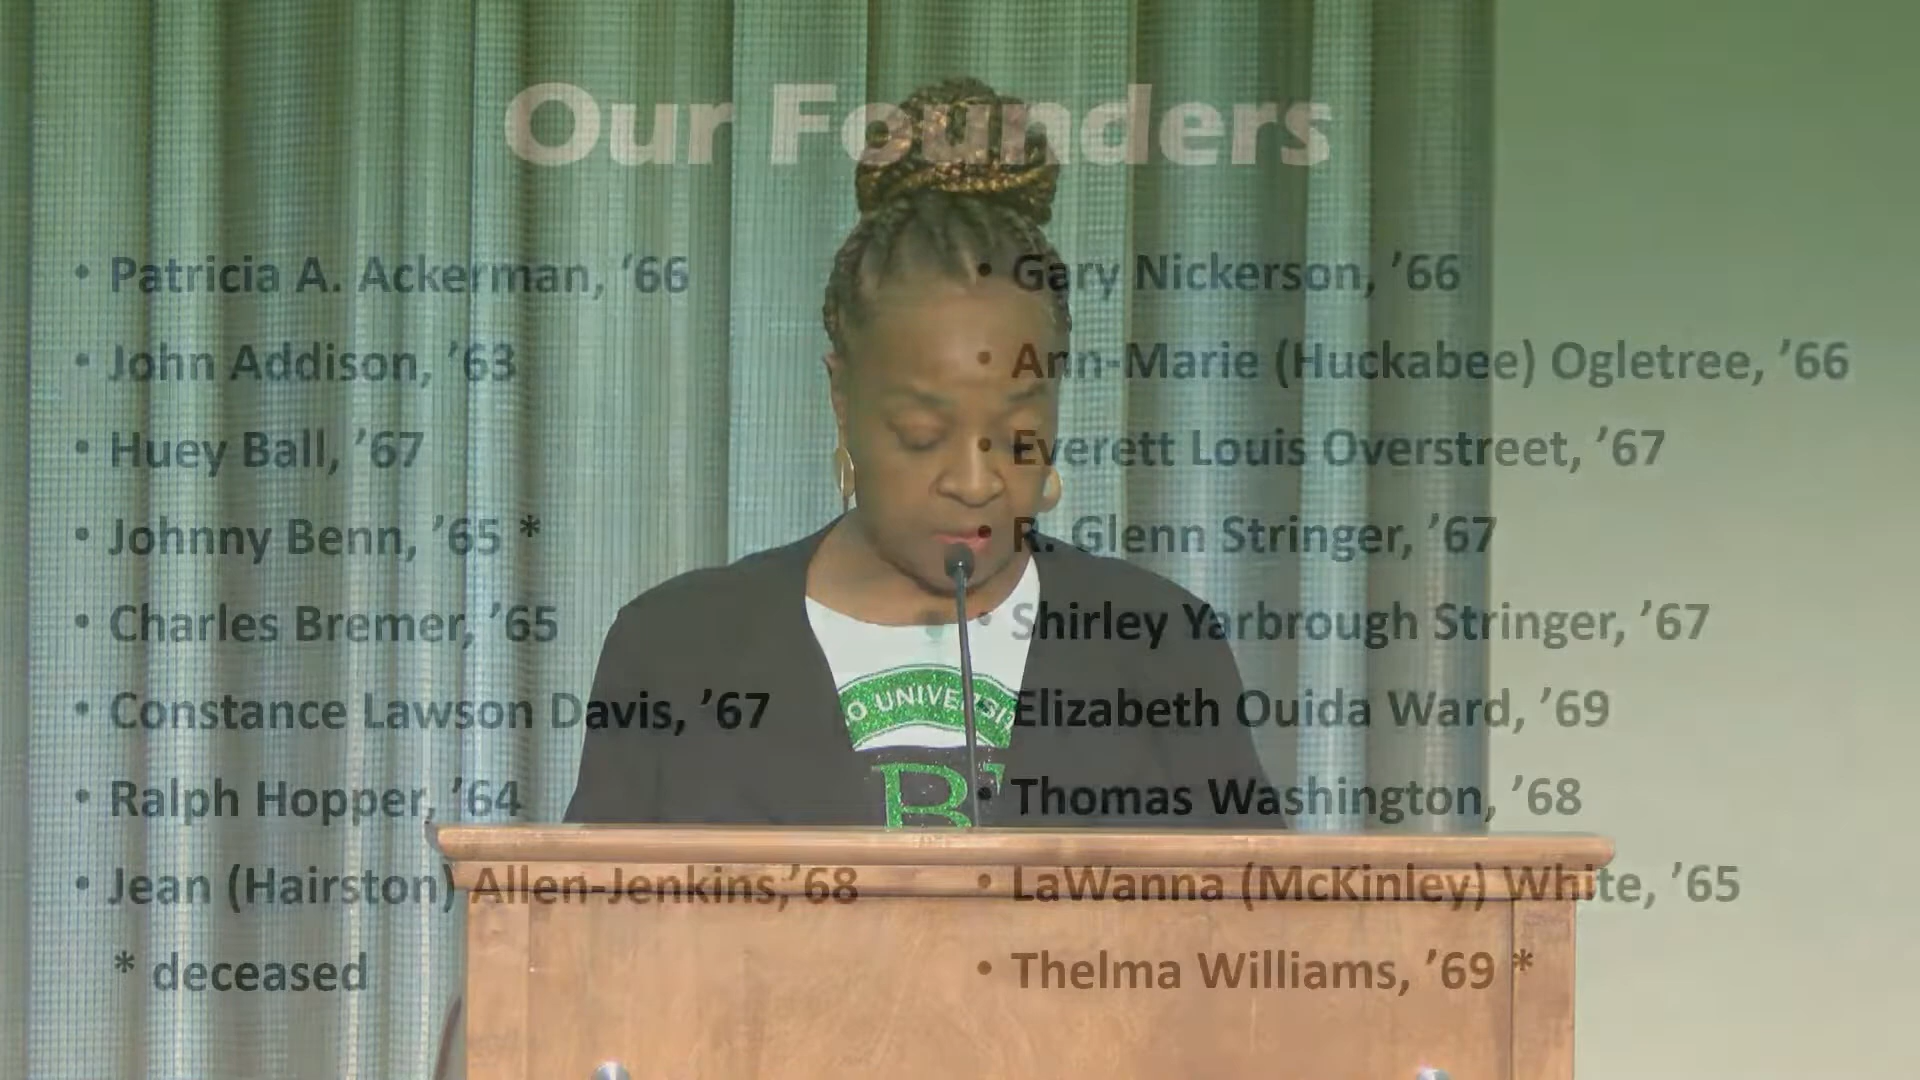 Our Founders
• Patricia A. Ackerman, ’66
• John Addison, ’63
• Huey Ball, ’67
• Johnny Benn, ’65 *
• Charles Bremer, ’65
• Constance Lawson Davis, ’67
• Ralph Hopper, ’64
• Jean (Hairston) Allen-Jenkins,’68
* deceased
• Gary Nickerson, ’66
• Ann-Marie (Huckabee) Ogletree, ’66
• Everett Louis Overstreet, ’67
• R. Glenn Stringer, ’67
• Shirley Yarbrough Stringer, ’67
• Elizabeth Ouida Ward, ’69
• Thomas Washington, ’68
• LaWanna (McKinley) White, ’65
• Thelma Williams, ’69 *